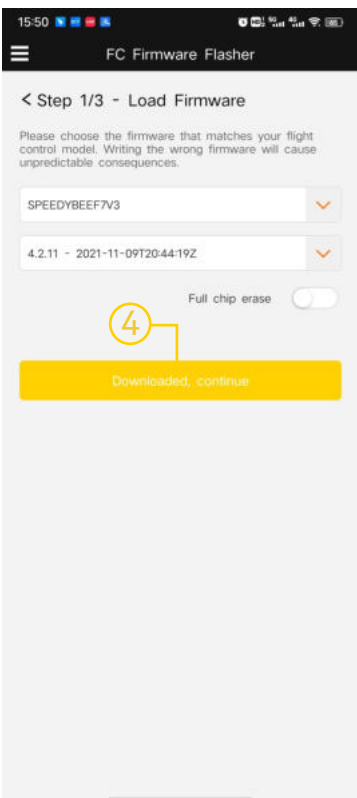 15:50
FC Firmware Flasher
< Step 1/3 - Load Firmware
Please choose the firmware that matches your flight
control model. Writing the wrong firmware will cause
unpredictable consequences.
SPEEDYBEEF7V3
4.2.11 - 2021-11-09T20:44:19Z
Full chip erase
4
Downloaded, continue